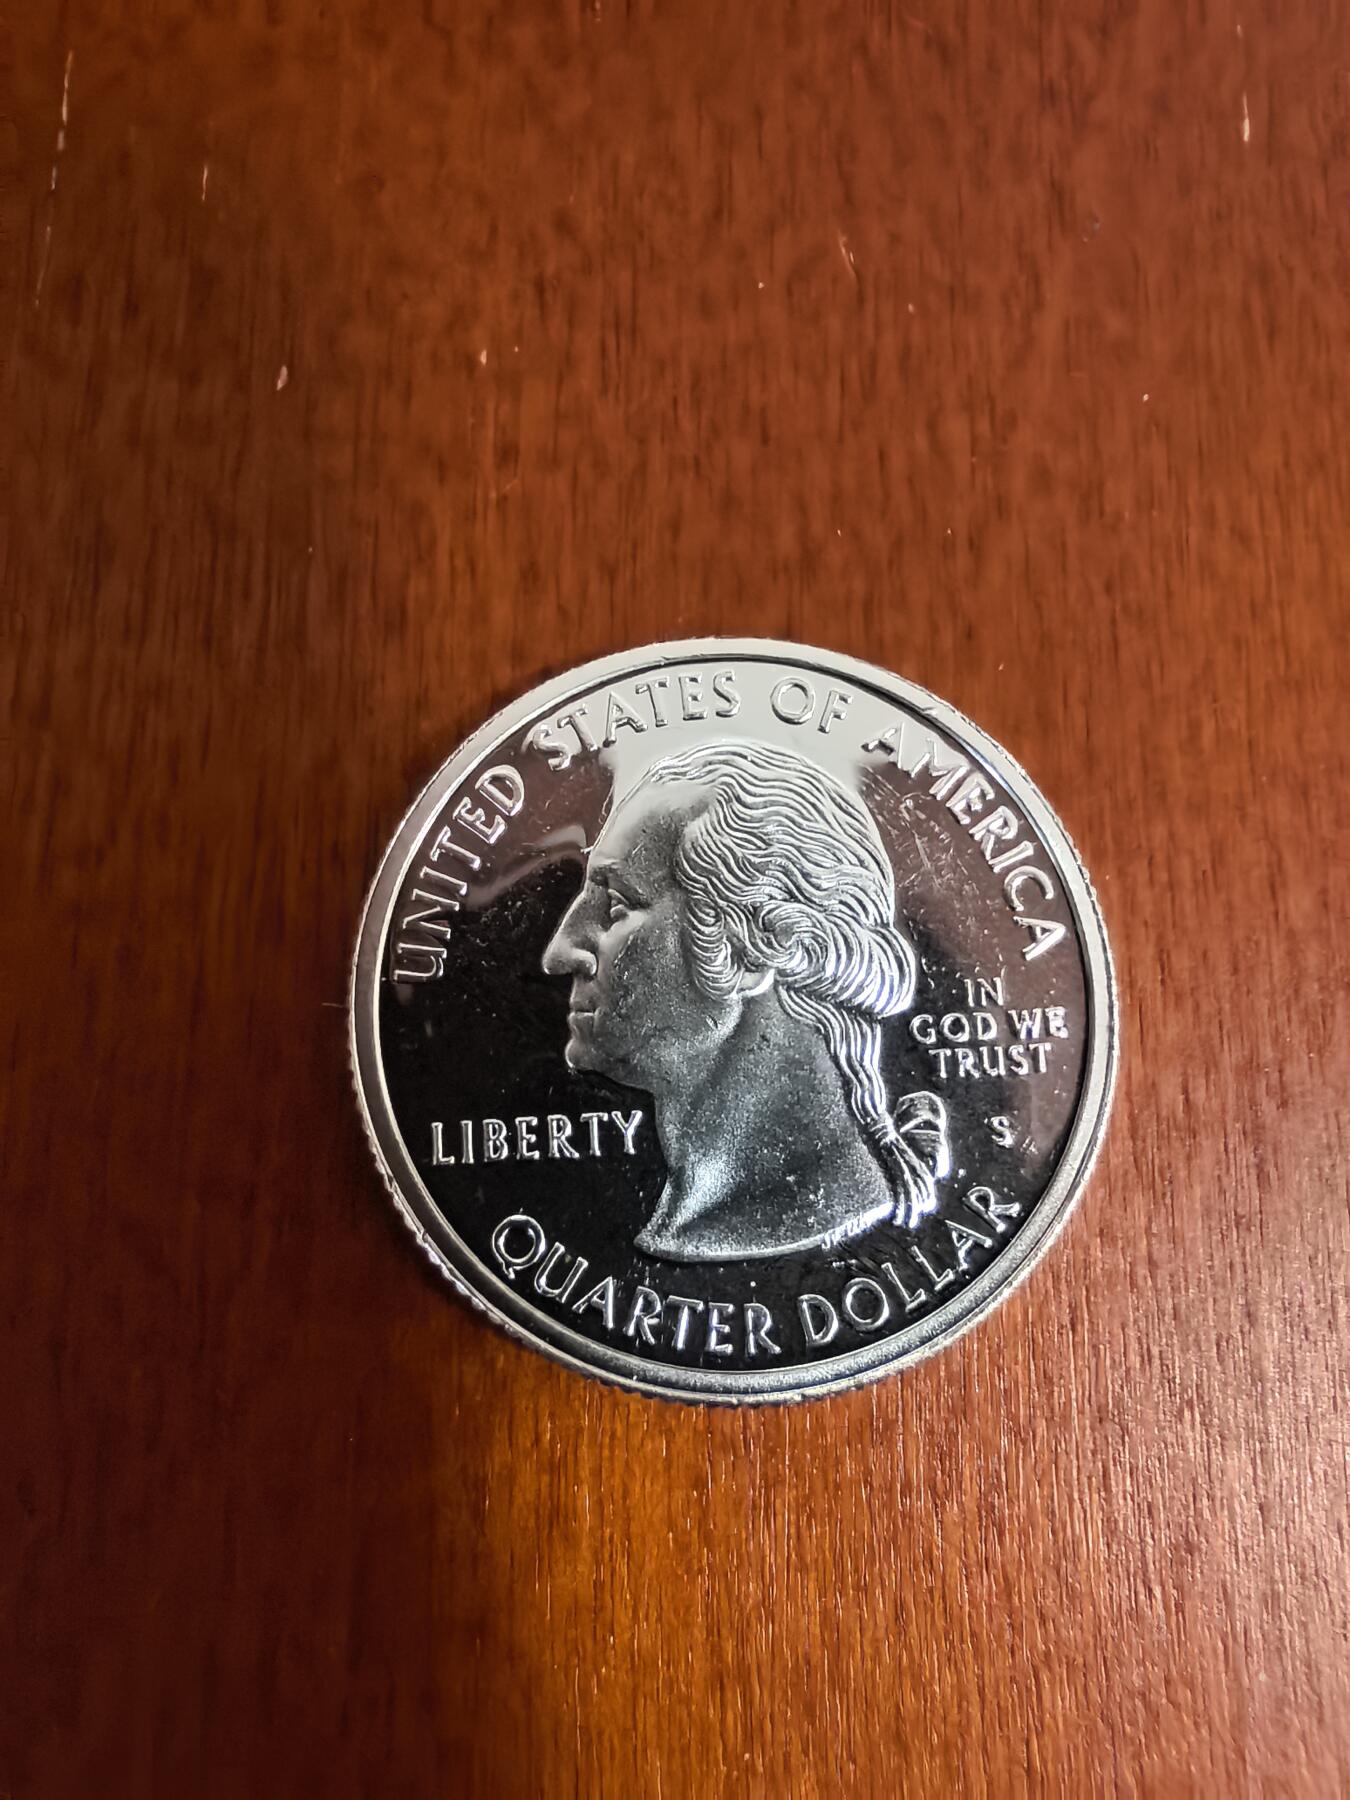 UNITED STATES OF AMERICA
IN
GOD WE
TRUST
LIBERTY
S
QUARTER DOLLAR